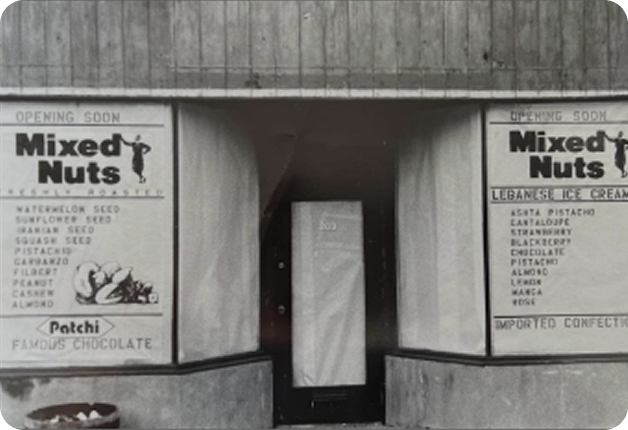 OPENING SOON
Mixed
Nuts
FRESHLY ROASTED
WATERMELON SEED
SUNFLOWER SEED
IRANIAN SEED
SQUASH SEED
PISTACHIO
GARBANZO
FILBERT
PEANUT
CASHEW
ALMOND
Patchi
FAMOUS CHOCOLATE
OPENING SOON
Mixed
Nuts
LEBANESE ICE CREAM
ASHTA PISTACHO
CANTALOUPE
STRAWBERRY
BLACKBERRY
CHOCOLATE
PISTACHO
ALMOND
LEMON
MANGA
ROSE
IMPORTED CONFECTIO